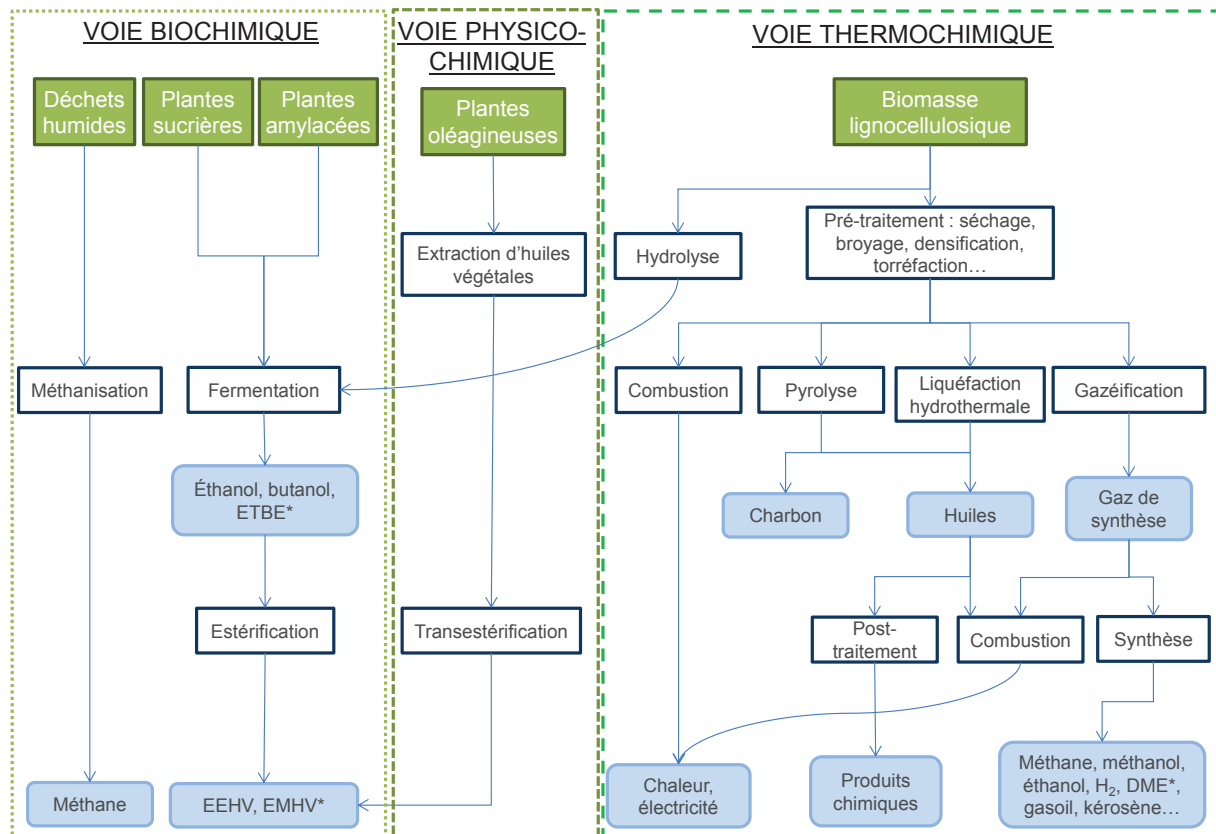 VOIE BIOCHIMIQUE
Déchets
humides
Plantes
sucrières
Plantes
amylacées
Méthanisation
Fermentation
Éthanol, butanol,
ETBE*
Estérification
Méthane
EEHV, EMHV*
VOIE PHYSICO-
CHIMIQUE
Plantes
oléagineuses
Extraction d’huiles
végétales
Transestérification
VOIE THERMOCHIMIQUE
Biomasse
lignocellulosique
Hydrolyse
Pré-traitement : séchage,
broyage, densification,
torréfaction…
Combustion
Pyrolyse
Liquéfaction
hydrothermale
Gazéification
Charbon
Huiles
Gaz de
synthèse
Post-
traitement
Combustion
Synthèse
Chaleur,
électricité
Produits
chimiques
Méthane, méthanol,
éthanol, H₂, DME*,
gasoil, kérosène…